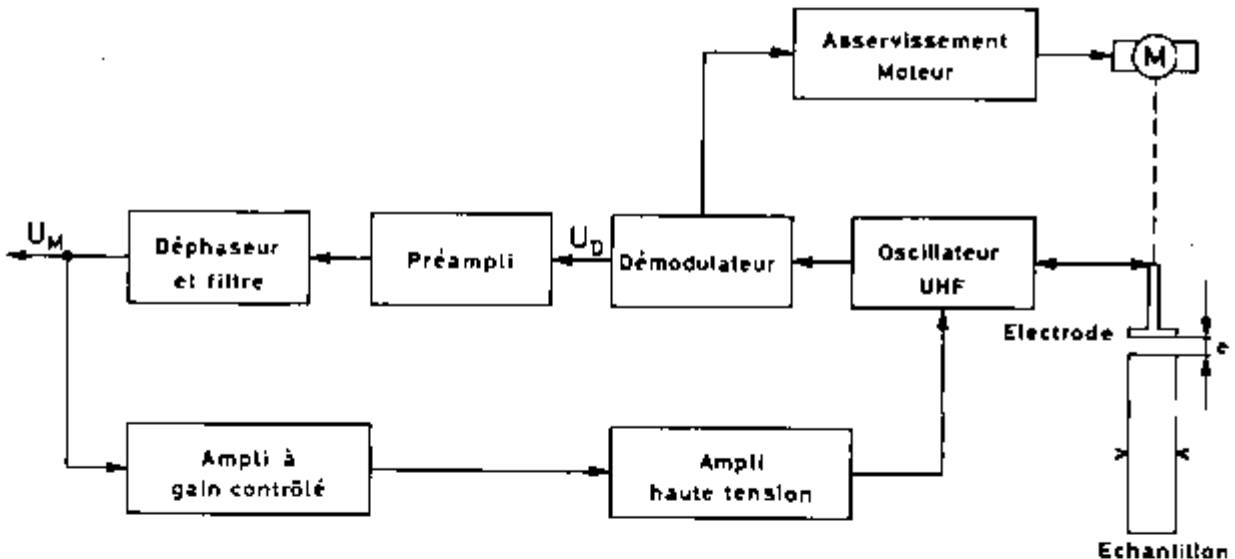 Asservissement
Moteur
M
U_M
Déphaseur
et filtre
Préampli
U_D
Démodulateur
Oscillateur
UHF
Electrode
e
Ampli à
gain contrôlé
Ampli
haute tension
Echantillon